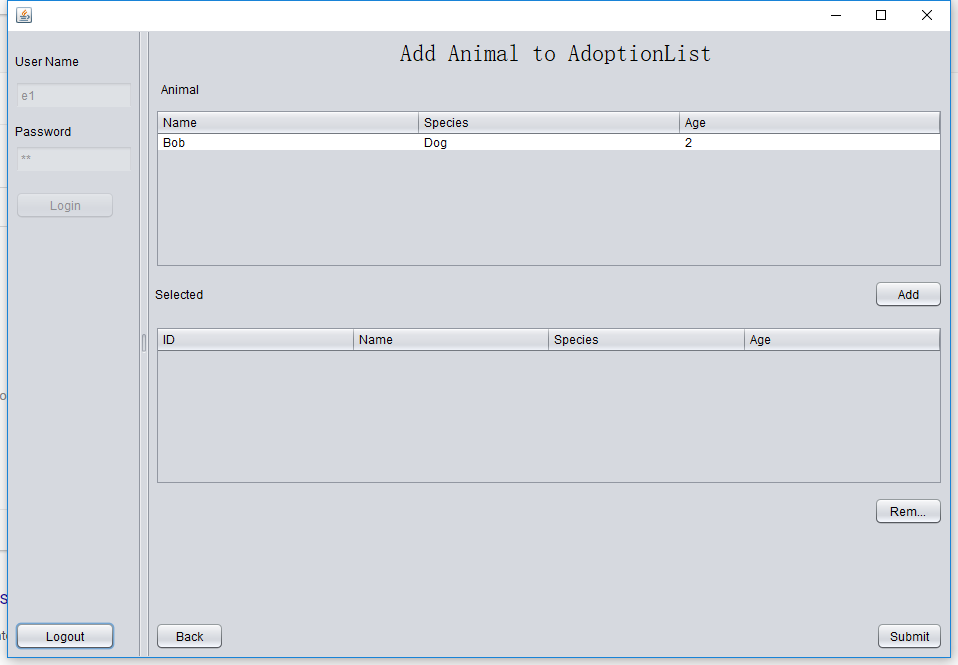 User Name
e1
Password
**
Login
Logout
Add Animal to AdoptionList
Animal
Name Species Age
Bob Dog 2
Selected
Add
ID Name Species Age
Rem...
Back
Submit